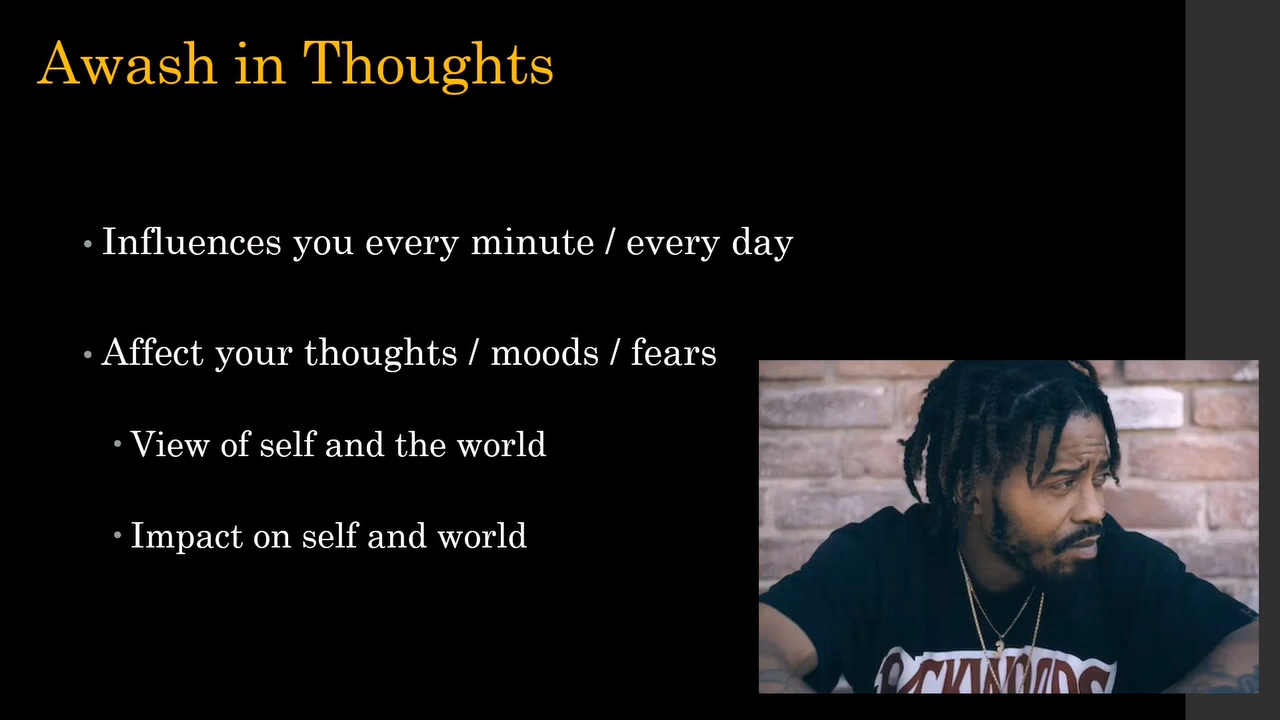 Awash in Thoughts
• Influences you every minute / every day
• Affect your thoughts / moods / fears
• View of self and the world
• Impact on self and world
BACKWOODS